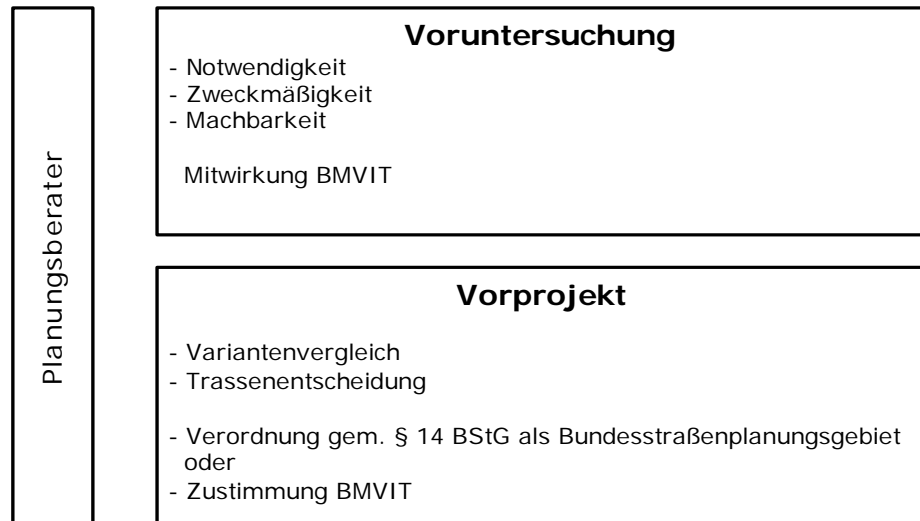 Planungsberater
Voruntersuchung
- Notwendigkeit
- Zweckmäßigkeit
- Machbarkeit
Mitwirkung BMVIT
Vorprojekt
- Variantenvergleich
- Trassenentscheidung
- Verordnung gem. § 14 BStG als Bundesstraßenplanungsgebiet
oder
- Zustimmung BMVIT